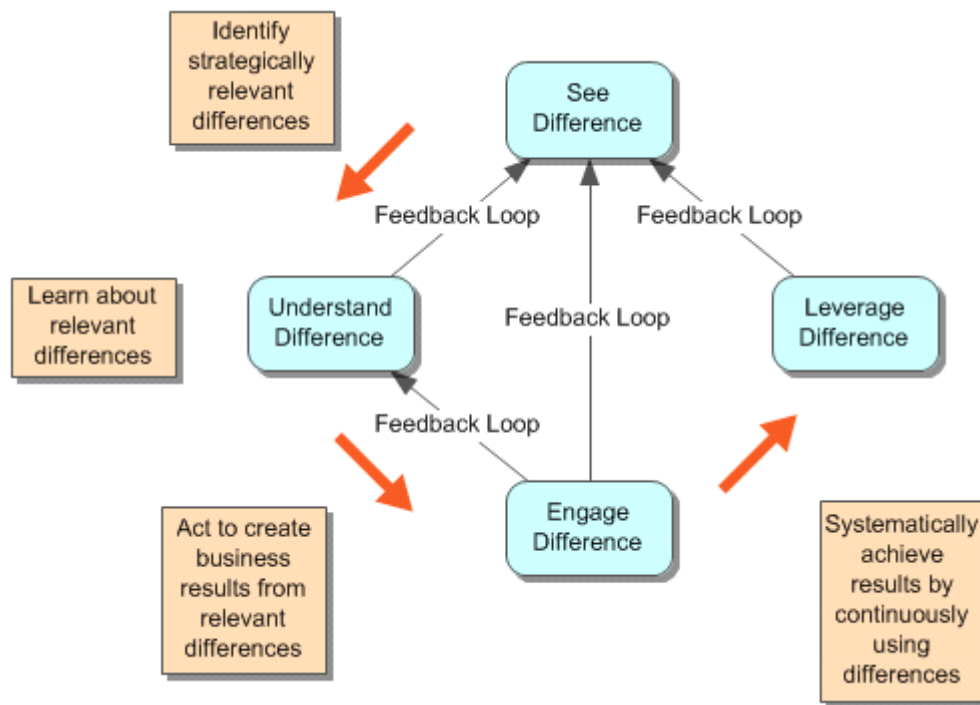 Identify
strategically
relevant
differences
See
Difference
Feedback Loop
Feedback Loop
Learn about
relevant
differences
Understand
Difference
Feedback Loop
Leverage
Difference
Feedback Loop
Act to create
business
results from
relevant
differences
Engage
Difference
Systematically
achieve
results by
continuously
using
differences